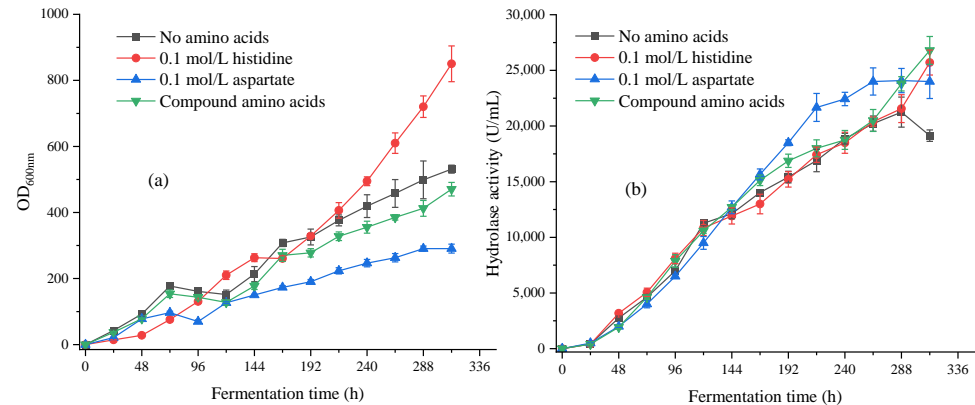 No amino acids
0.1 mol/L histidine
0.1 mol/L aspartate
Compound amino acids
(a)
OD600nm
1000
800
600
400
200
0
0 48 96 144 192 240 288 336
Fermentation time (h)
No amino acids
0.1 mol/L histidine
0.1 mol/L aspartate
Compound amino acids
(b)
Hydrolase activity (U/mL)
30,000
25,000
20,000
15,000
10,000
5,000
0
0 48 96 144 192 240 288 336
Fermentation time (h)